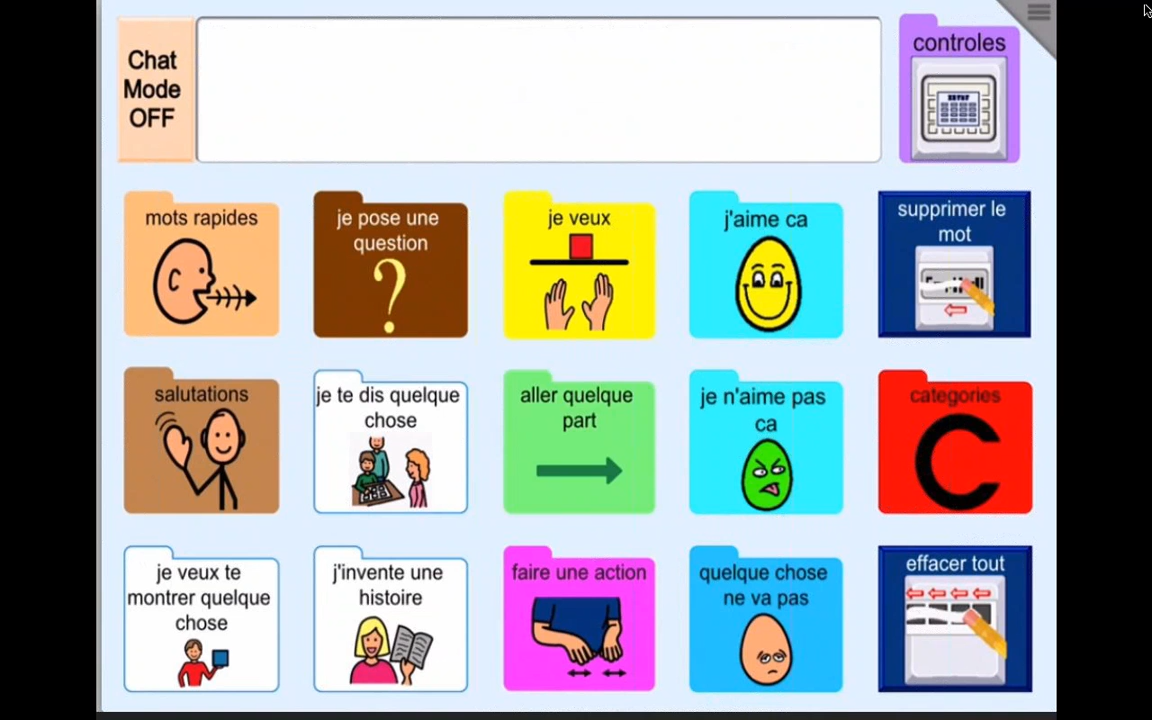 Chat
Mode
OFF
controles
mots rapides
je pose une
question
je veux
j'aime ca
supprimer le
mot
salutations
je te dis quelque
chose
aller quelque
part
je n'aime pas
ca
categories
C
je veux te
montrer quelque
chose
j'invente une
histoire
faire une action
quelque chose
ne va pas
effacer tout